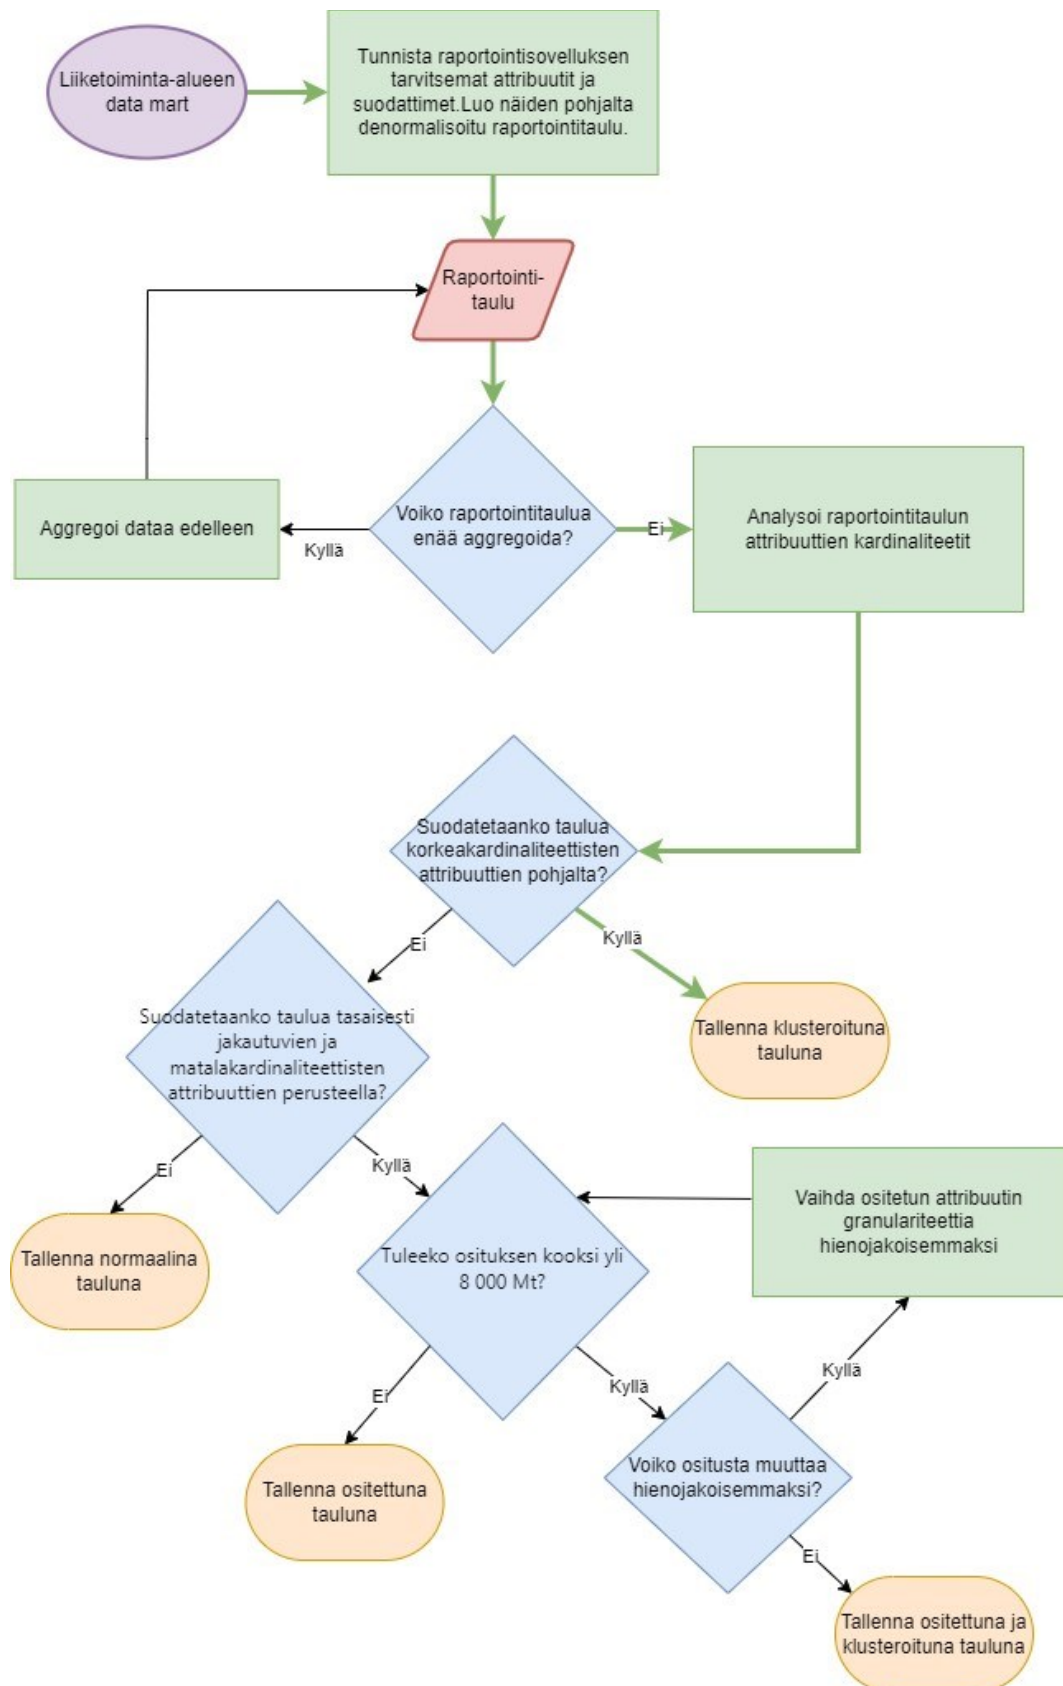 Liiketoiminta-alueen
data mart
Tunnista raportointisovelluksen
tarvitsemat attribuutit ja
suodattimet.Luo näiden pohjalta
denormalisoitu raportointitaulu.
Raportointi-
taulu
Voiko raportointitaulua
enää aggregoida?
Kyllä
Aggregoi dataa edelleen
Ei
Analysoi raportointitaulun
attribuuttien kardinaliteetit
Suodatetaanko taulua
korkeakardinaliteettisten
attribuuttien pohjalta?
Ei
Kyllä
Tallenna klusteroituna
tauluna
Suodatetaanko taulua tasaisesti
jakautuvien ja
matalakardinaliteettisten
attribuuttien perusteella?
Ei
Kyllä
Tallenna normaalina
tauluna
Tuleeko osituksen kooksi yli
8 000 Mt?
Vaihda ositetun attribuutin
granulariteettia
hienojakoisemmaksi
Ei
Kyllä
Kyllä
Tallenna ositettuna
tauluna
Voiko ositusta muuttaa
hienojakoisemmaksi?
Ei
Tallenna ositettuna ja
klusteroituna tauluna